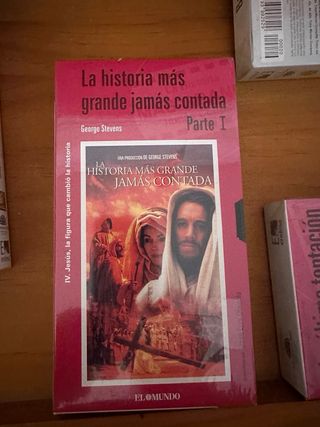 La historia más
grande jamás contada
George Stevens
Parte I
IV. Jesús, la figura que cambió la historia
UNA PRODUCCIÓN DE GEORGE STEVENS
LA
HISTORIA MÁS GRANDE
JAMÁS CONTADA
EL MUNDO
tentación